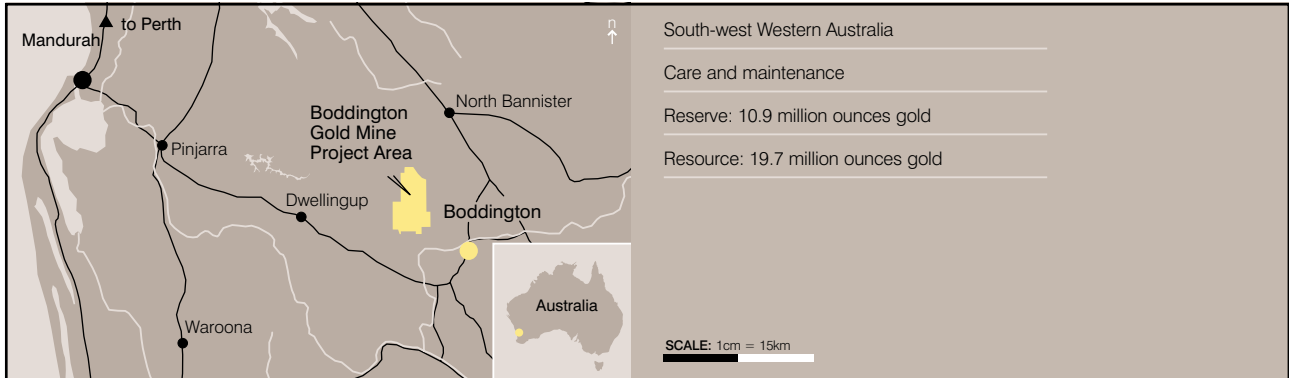 to Perth
Mandurah
n
North Bannister
Boddington
Gold Mine
Project Area
Pinjarra
Dwellingup
Boddington
Australia
Waroona
South-west Western Australia
Care and maintenance
Reserve: 10.9 million ounces gold
Resource: 19.7 million ounces gold
SCALE: 1cm = 15km